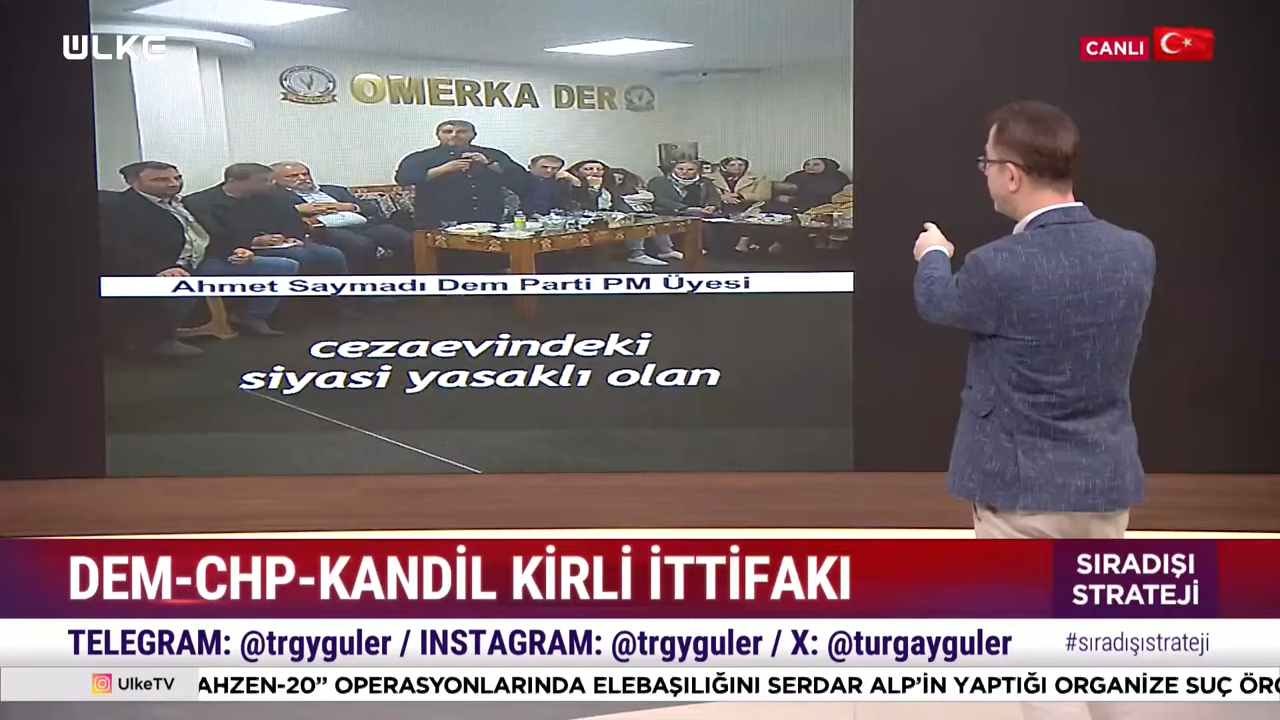 ULKE
CANLI
OMERKA DER
Ahmet Saymadı Dem Parti PM Üyesi
cezaevindeki
siyasi yasaklı olan
DEM-CHP-KANDİL KİRLİ İTTİFAKI
SIRADIŞI
STRATEJİ
TELEGRAM: @trgyguler / INSTAGRAM: @trgyguler / X: @turgayguler
#sıradışıstrateji
UlkeTV
AHZEN-20” OPERASYONLARINDA ELEBAŞILIĞINI SERDAR ALP’İN YAPTIĞI ORGANİZE SUÇ ÖRG